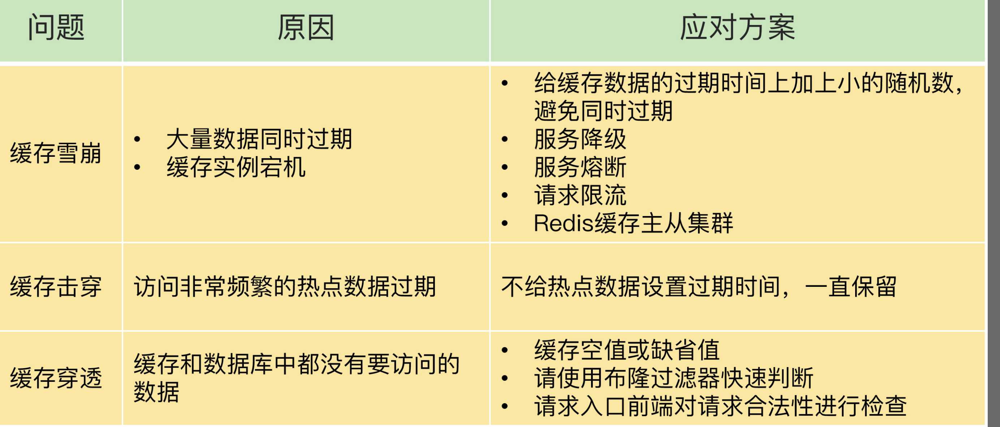 问题
原因
应对方案
缓存雪崩
• 大量数据同时过期
• 缓存实例宕机
• 给缓存数据的过期时间上加上小的随机数，
避免同时过期
• 服务降级
• 服务熔断
• 请求限流
• Redis缓存主从集群
缓存击穿
访问非常频繁的热点数据过期
不给热点数据设置过期时间，一直保留
缓存穿透
缓存和数据库中都没有要访问的
数据
• 缓存空值或缺省值
• 请使用布隆过滤器快速判断
• 请求入口前端对请求合法性进行检查